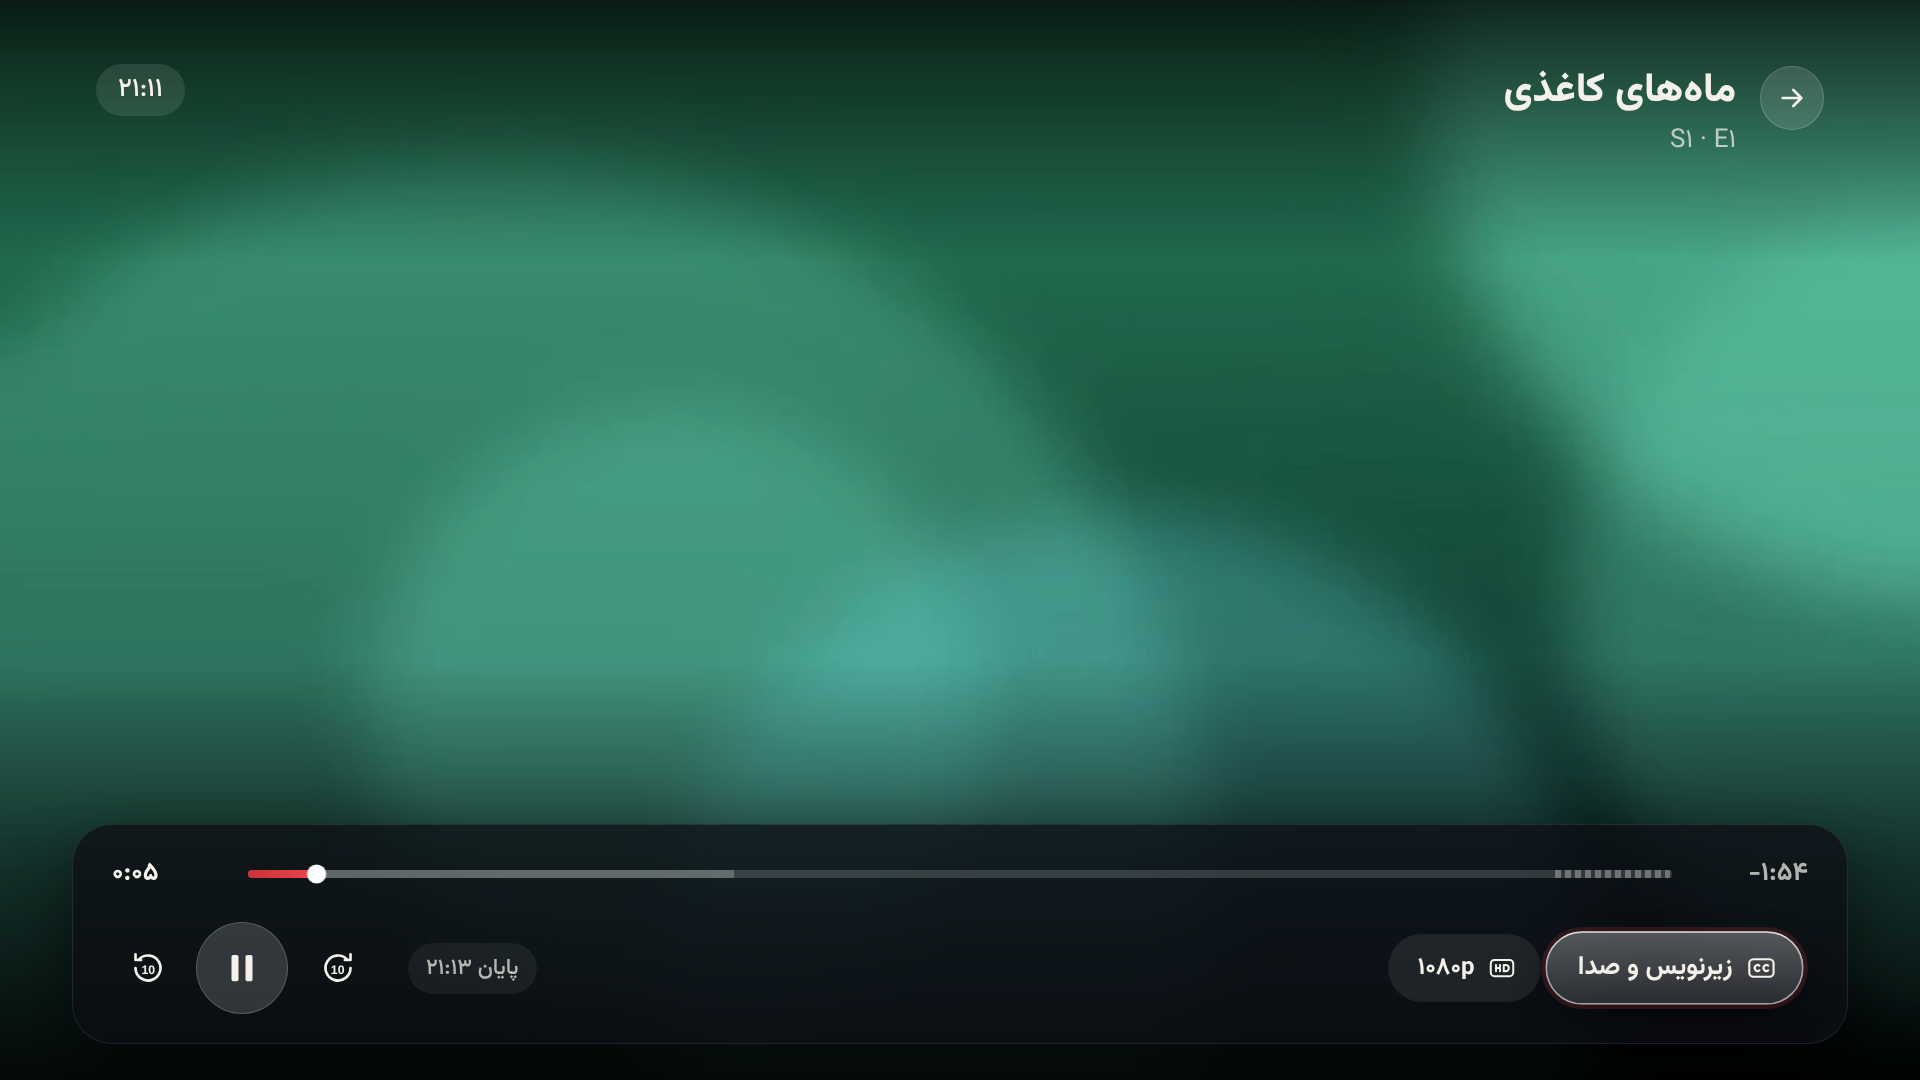 ماه‌های کاغذی
S۱ · E۱
۲۱:۱۱
۰:۰۵
-۱:۵۴
10
10
پایان ۲۱:۱۳
۱۰۸۰p
HD
زیرنویس و صدا
CC